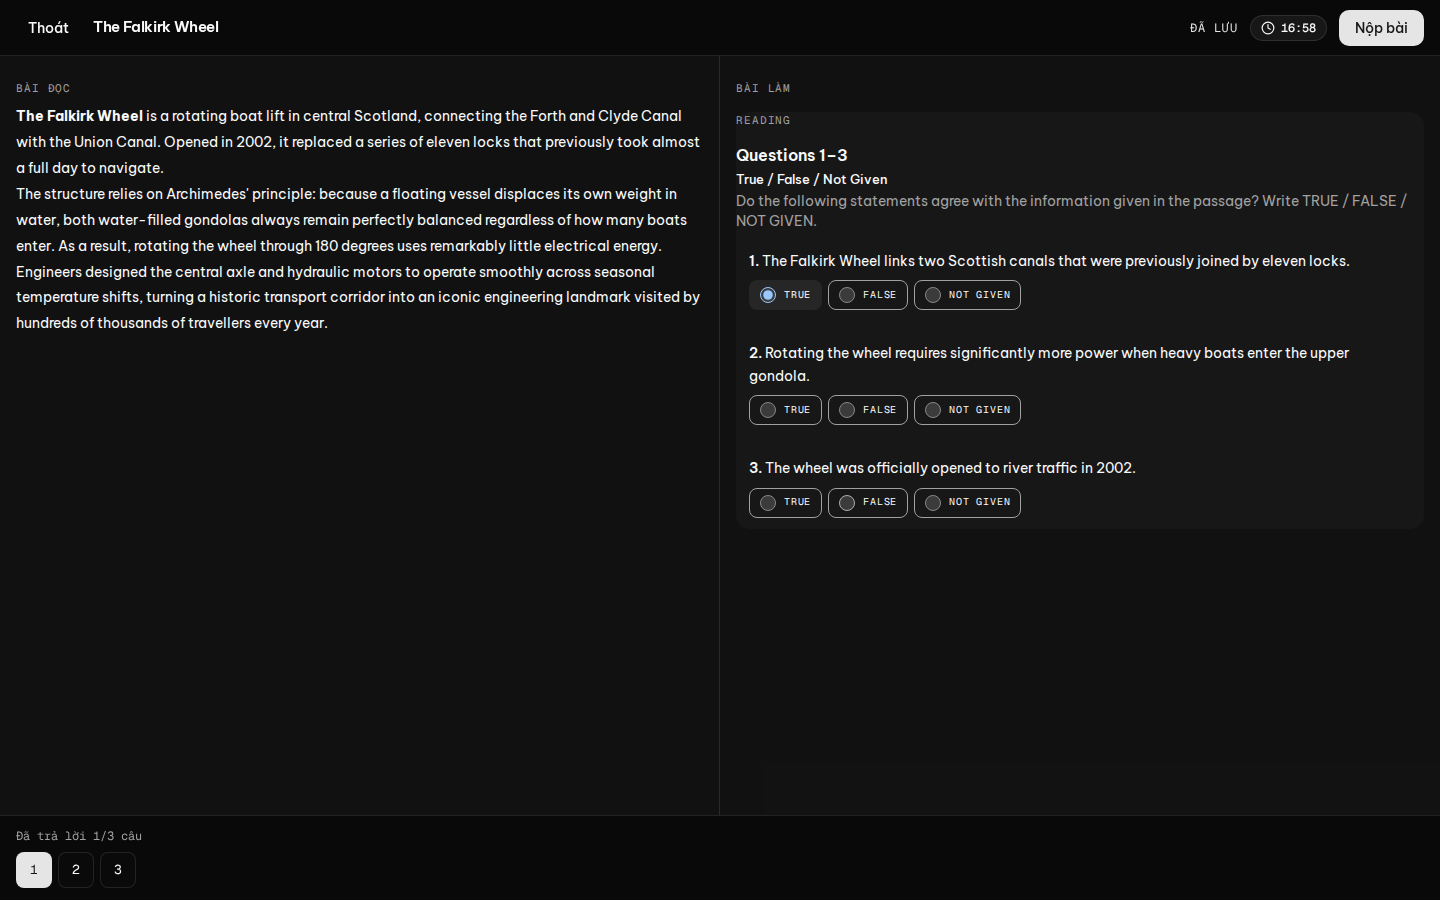 Thoát
The Falkirk Wheel
ĐÃ LƯU
16:58
Nộp bài
BÀI ĐỌC
The Falkirk Wheel is a rotating boat lift in central Scotland, connecting the Forth and Clyde Canal
with the Union Canal. Opened in 2002, it replaced a series of eleven locks that previously took almost
a full day to navigate.
The structure relies on Archimedes' principle: because a floating vessel displaces its own weight in
water, both water-filled gondolas always remain perfectly balanced regardless of how many boats
enter. As a result, rotating the wheel through 180 degrees uses remarkably little electrical energy.
Engineers designed the central axle and hydraulic motors to operate smoothly across seasonal
temperature shifts, turning a historic transport corridor into an iconic engineering landmark visited by
hundreds of thousands of travellers every year.
BÀI LÀM
READING
Questions 1–3
True / False / Not Given
Do the following statements agree with the information given in the passage? Write TRUE / FALSE /
NOT GIVEN.
1. The Falkirk Wheel links two Scottish canals that were previously joined by eleven locks.
TRUE FALSE NOT GIVEN
2. Rotating the wheel requires significantly more power when heavy boats enter the upper
gondola.
TRUE FALSE NOT GIVEN
3. The wheel was officially opened to river traffic in 2002.
TRUE FALSE NOT GIVEN
Đã trả lời 1/3 câu
1 2 3